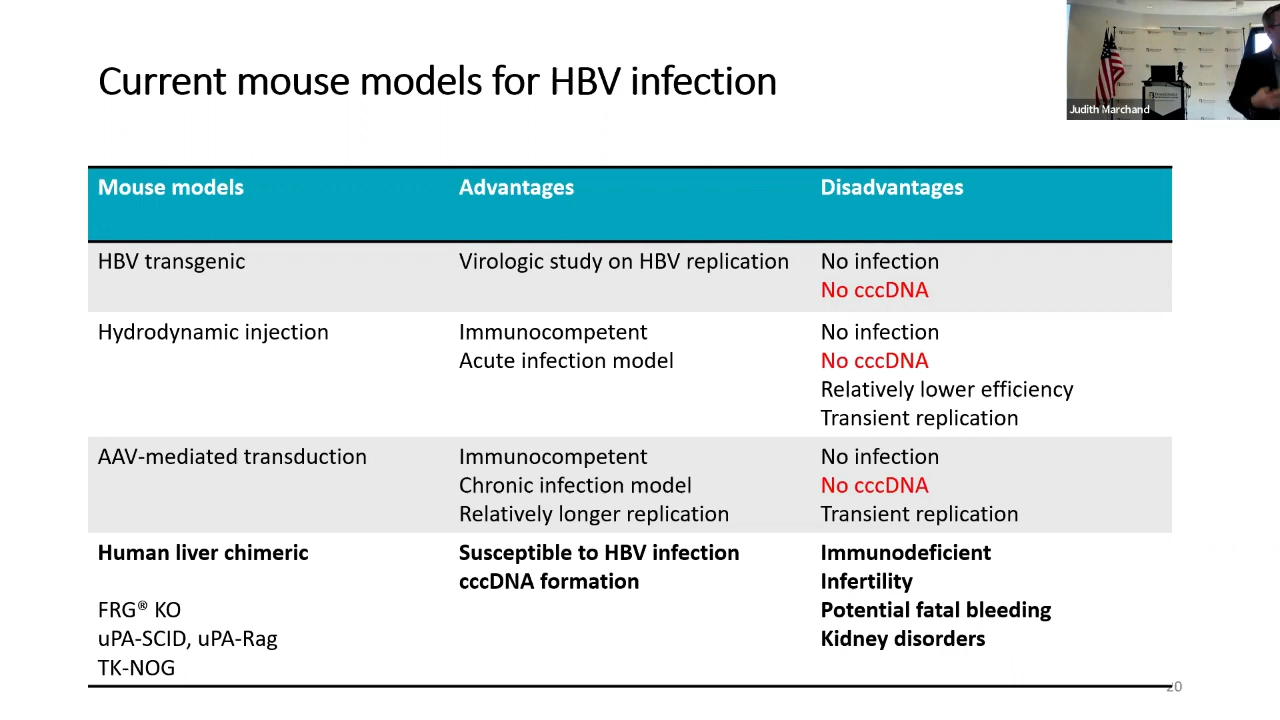 Current mouse models for HBV infection
Judith Marchand
Mouse models Advantages Disadvantages
HBV transgenic Virologic study on HBV replication No infection
No cccDNA
Hydrodynamic injection Immunocompetent No infection
Acute infection model No cccDNA
Relatively lower efficiency
Transient replication
AAV-mediated transduction Immunocompetent No infection
Chronic infection model No cccDNA
Relatively longer replication Transient replication
Human liver chimeric Susceptible to HBV infection Immunodeficient
cccDNA formation Infertility
FRG® KO Potential fatal bleeding
uPA-SCID, uPA-Rag Kidney disorders
TK-NOG
20